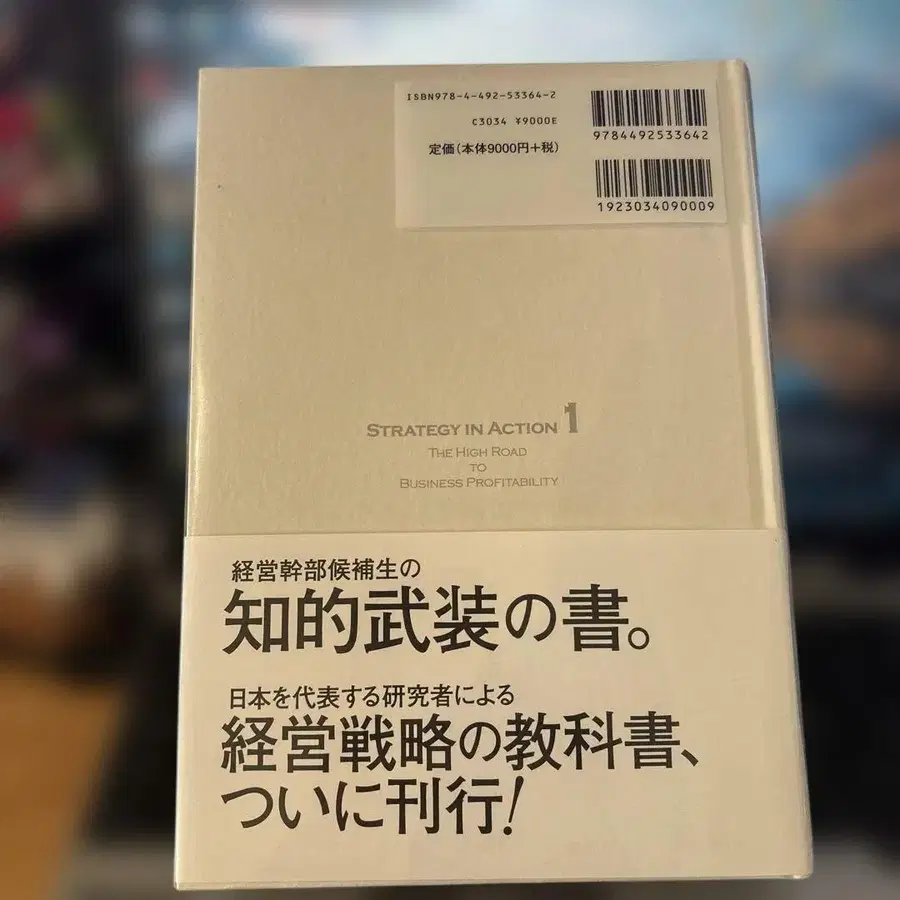 ISBN978-4-492-53364-2
C3034 ¥9000E
定価(本体9000円+税)
9784492533642
1923034090009
STRATEGY IN ACTION 1
THE HIGH ROAD
TO
BUSINESS PROFITABILITY
経営幹部候補生の
知的武装の書。
日本を代表する研究者による
経営戦略の教科書、
ついに刊行!